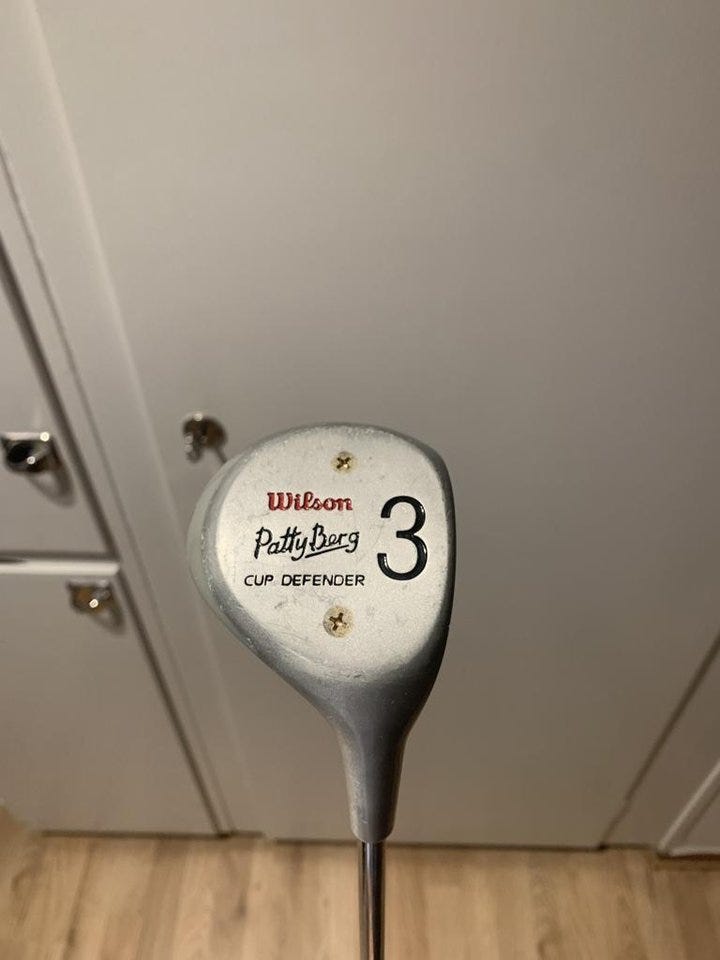 Wilson
Patty Berg
CUP DEFENDER
3